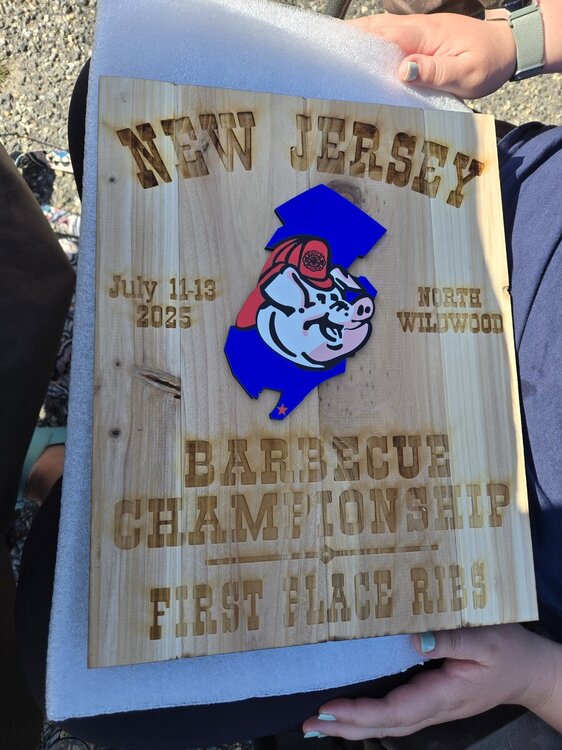 NEW JERSEY
July 11-13
2025
NORTH
WILDWOOD
BARBECUE
CHAMPIONSHIP
FIRST PLACE RIBS